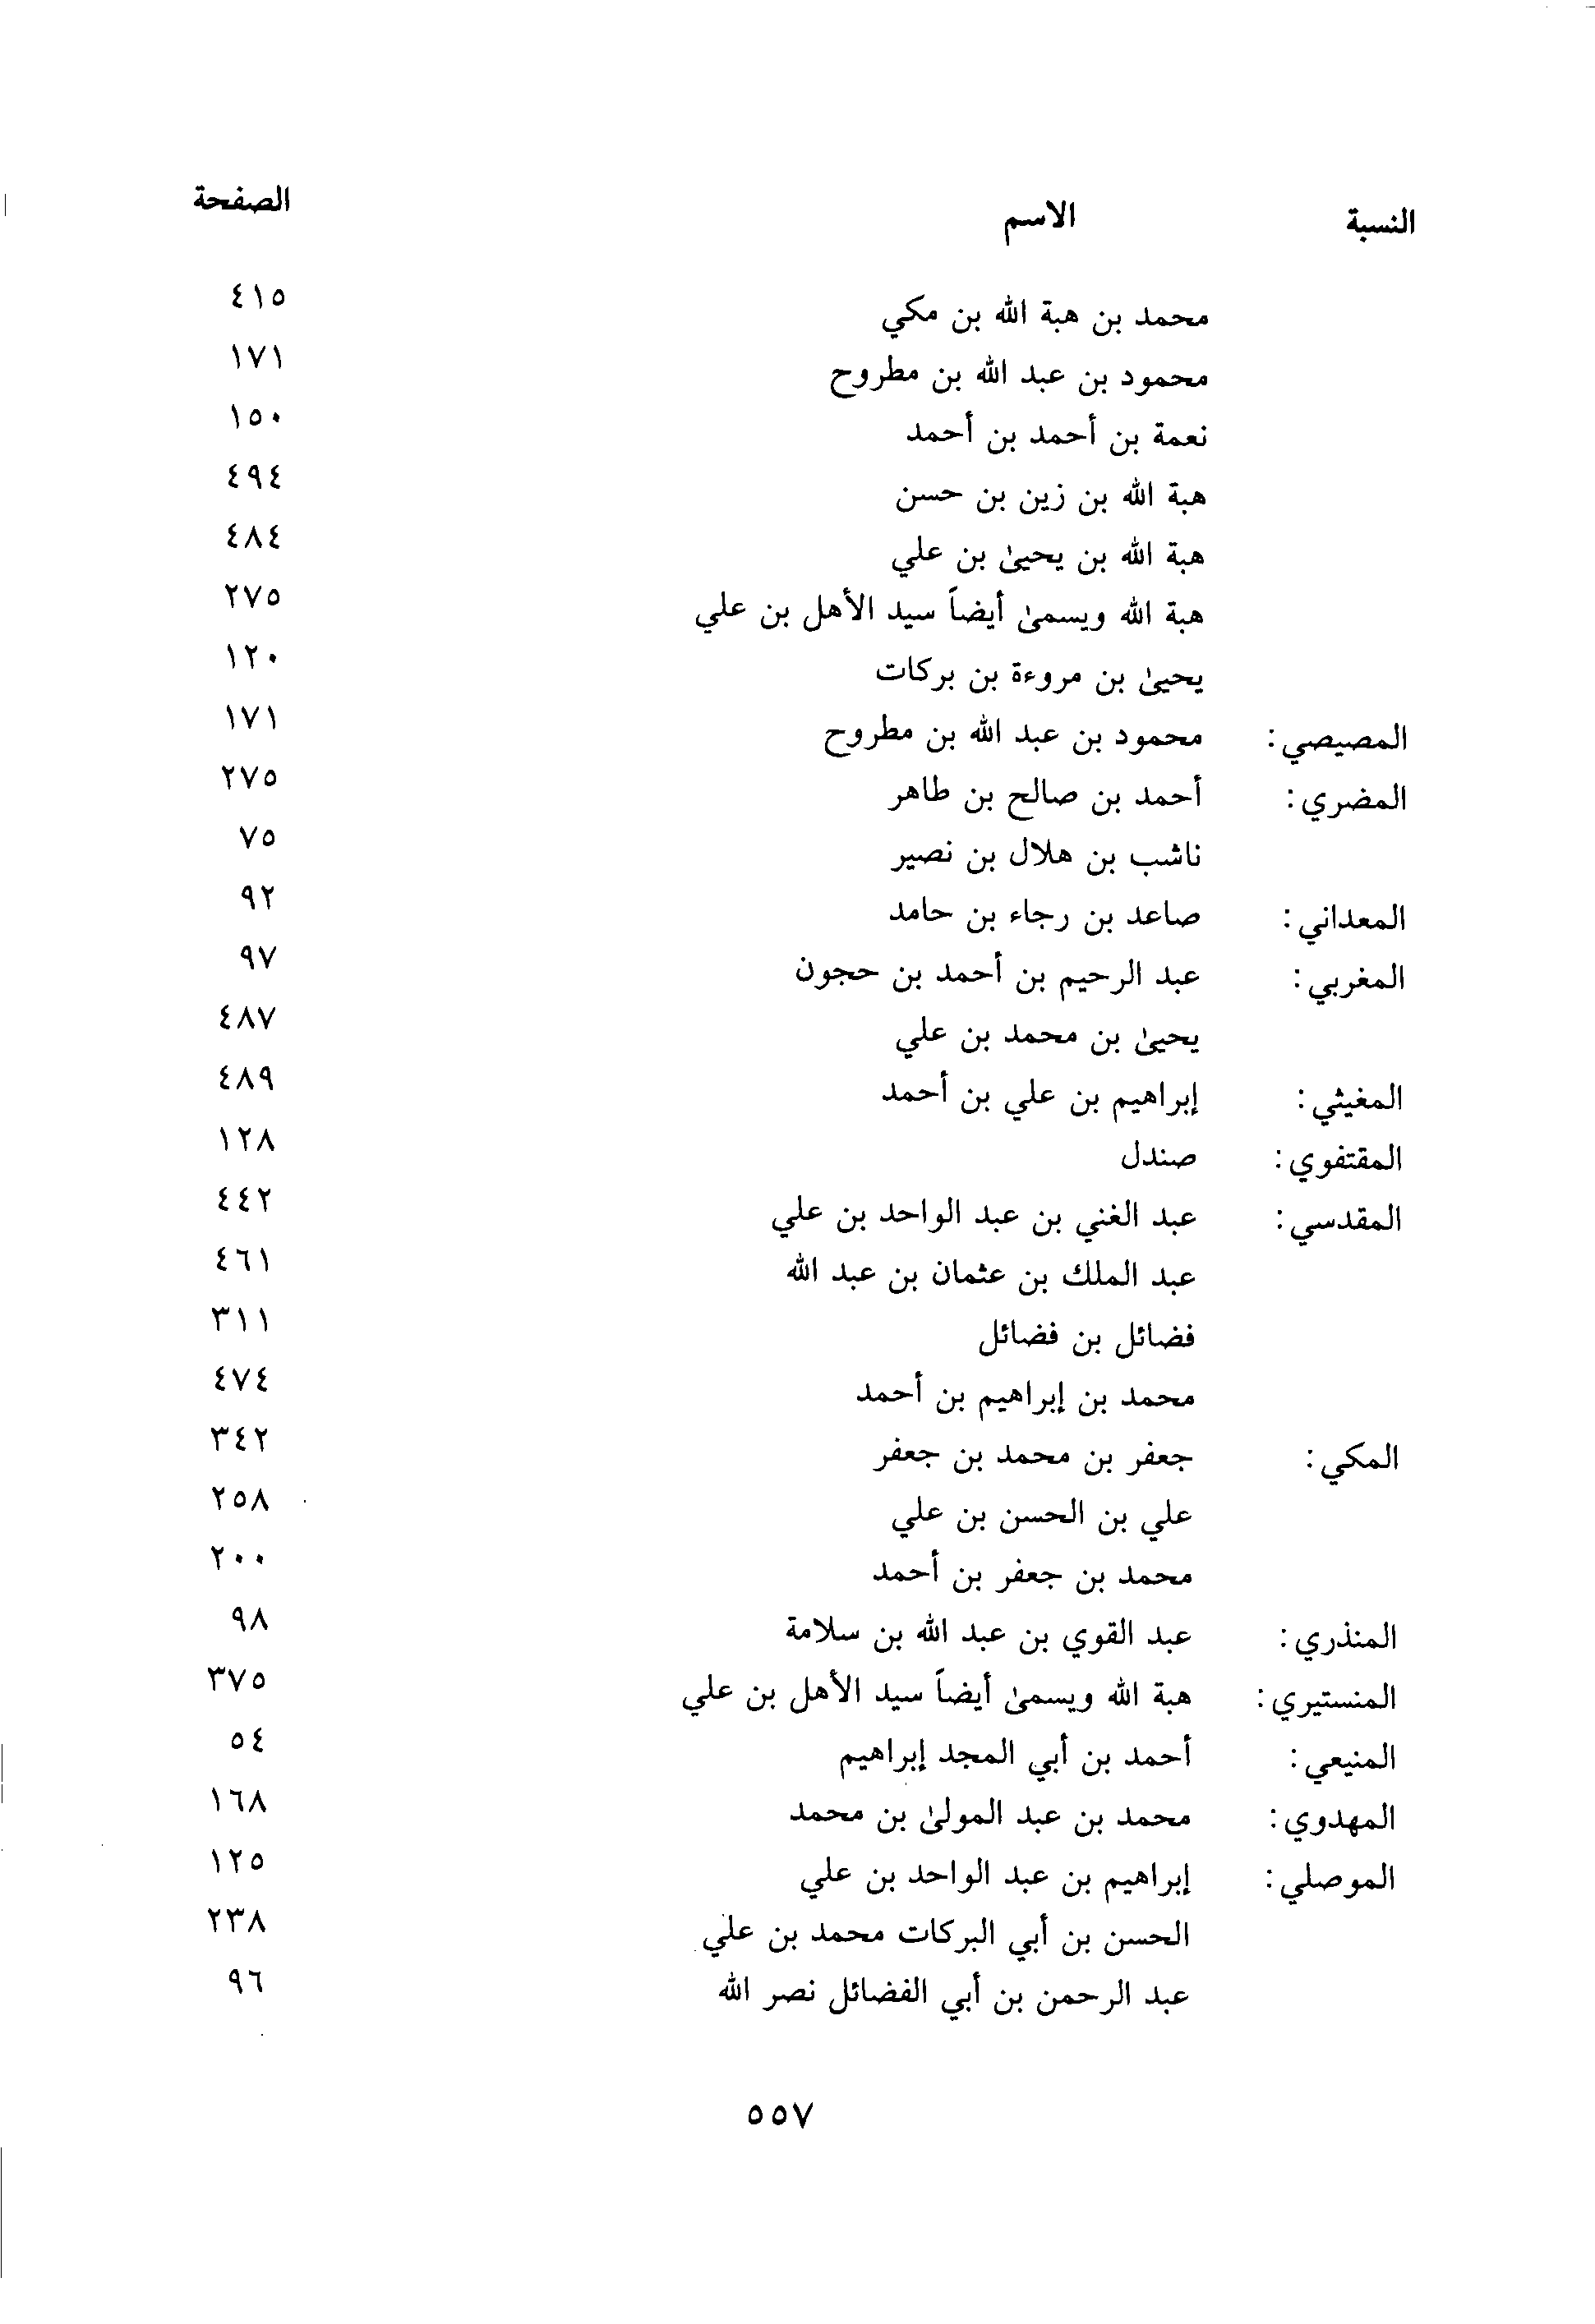 النسبة الاسم الصفحة
محمد بن هبة الله بن مكي ٤١٥
محمود بن عبد الله بن مطروح ١٧١
نعمة بن أحمد بن أحمد ١٥٠
هبة الله بن زين بن حسن ٤٩٤
هبة الله بن يحيىٰ بن علي ٤٨٤
هبة الله ويسمىٰ أيضاً سيد الأهل بن علي ٢٧٥
يحيىٰ بن مروءة بن بركات ١٢٠
المصيصي: محمود بن عبد الله بن مطروح ١٧١
المضري: أحمد بن صالح بن طاهر ٢٧٥
ناشب بن هلال بن نصير ٧٥
المعداني: صاعد بن رجاء بن حامد ٩٢
المغربي: عبد الرحيم بن أحمد بن حجون ٩٧
يحيىٰ بن محمد بن علي ٤٨٧
المغيثي: إبراهيم بن علي بن أحمد ٤٨٩
المقتفوي: صندل ١٢٨
المقدسي: عبد الغني بن عبد الواحد بن علي ٤٤٢
عبد الملك بن عثمان بن عبد الله ٤٦١
فضائل بن فضائل ٣١١
محمد بن إبراهيم بن أحمد ٤٧٤
المكي: جعفر بن محمد بن جعفر ٣٤٢
علي بن الحسن بن علي ٢٥٨
محمد بن جعفر بن أحمد ٢٠٠
المنذري: عبد القوي بن عبد الله بن سلامة ٩٨
المنستيري: هبة الله ويسمىٰ أيضاً سيد الأهل بن علي ٣٧٥
المنيعي: أحمد بن أبي المجد إبراهيم ٥٤
المهدوي: محمد بن عبد المولىٰ بن محمد ١٦٨
الموصلي: إبراهيم بن عبد الواحد بن علي ١٢٥
الحسن بن أبي البركات محمد بن علي ٢٣٨
عبد الرحمن بن أبي الفضائل نصر الله ٩٦
٥٥٧